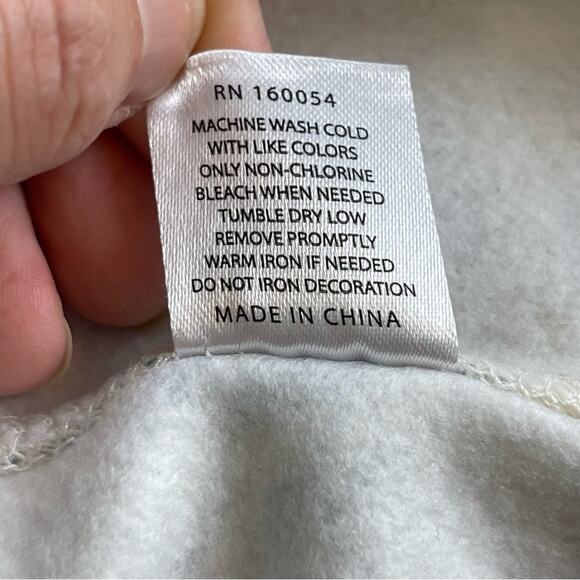 RN 160054
MACHINE WASH COLD
WITH LIKE COLORS
ONLY NON-CHLORINE
BLEACH WHEN NEEDED
TUMBLE DRY LOW
REMOVE PROMPTLY
WARM IRON IF NEEDED
DO NOT IRON DECORATION
MADE IN CHINA